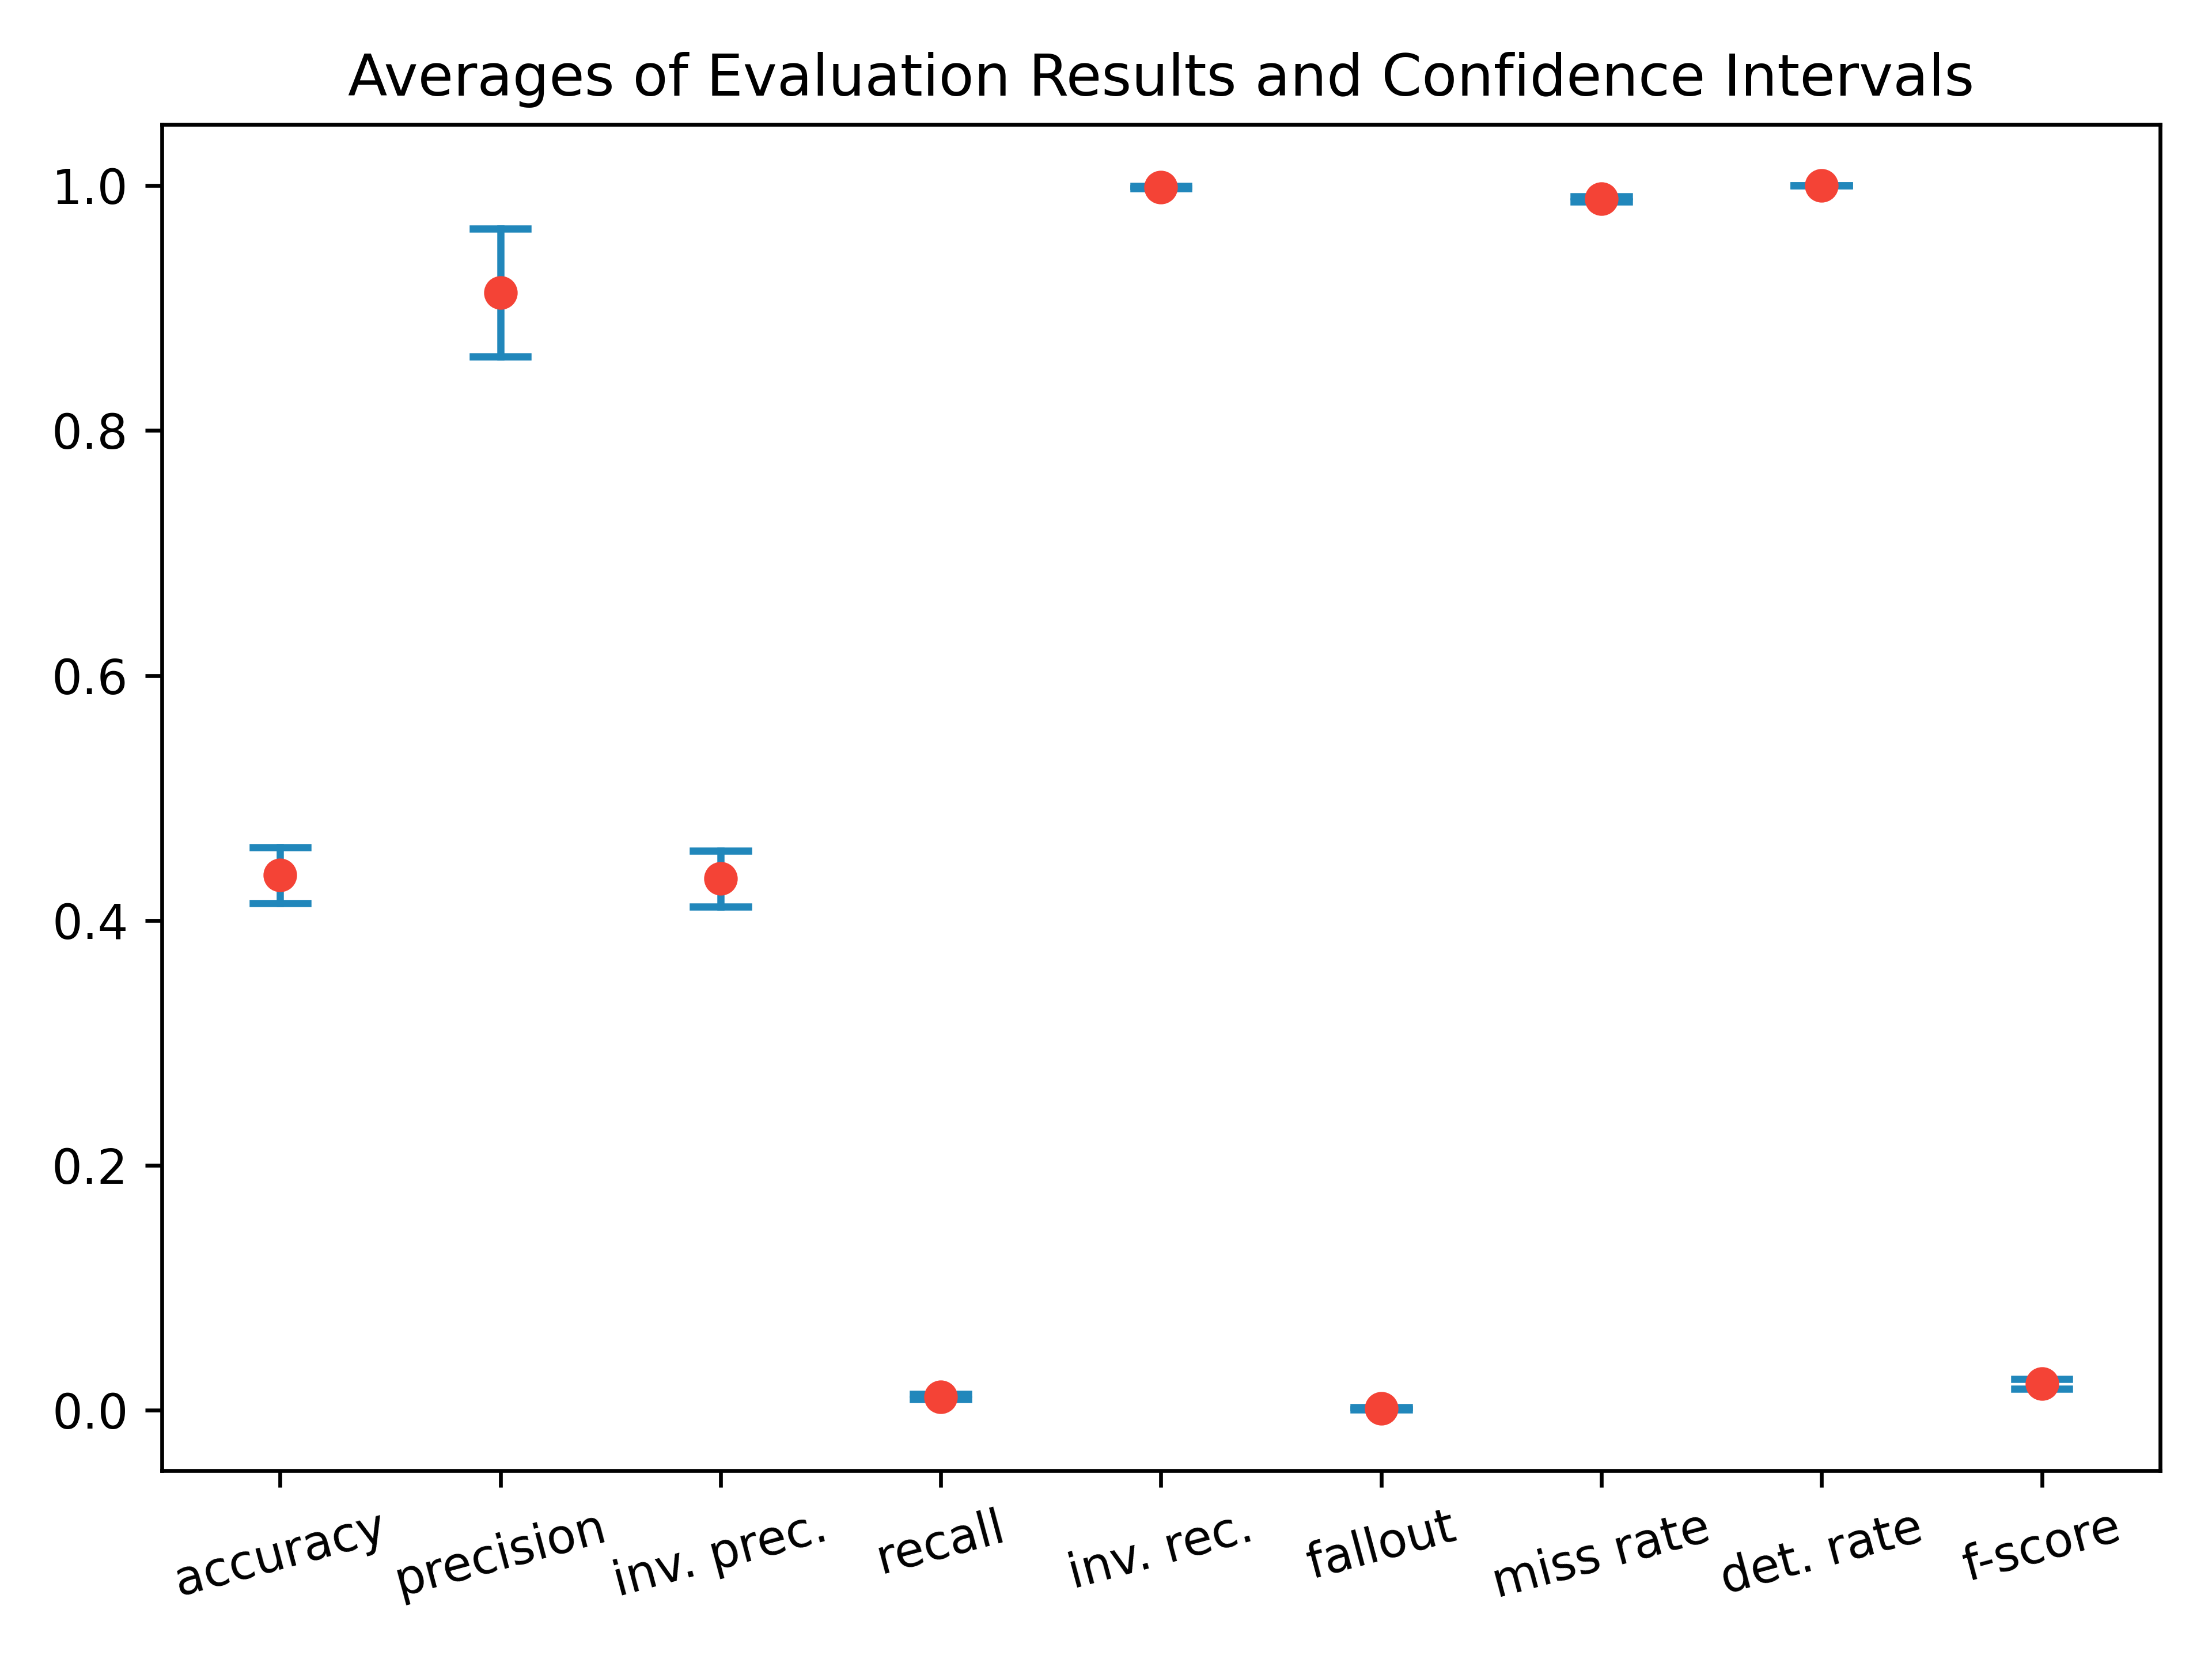 Averages of Evaluation Results and Confidence Intervals
1.0
0.8
0.6
0.4
0.2
0.0
accuracy
precision
inv. prec.
recall
inv. rec.
fallout
miss rate
det. rate
f-score